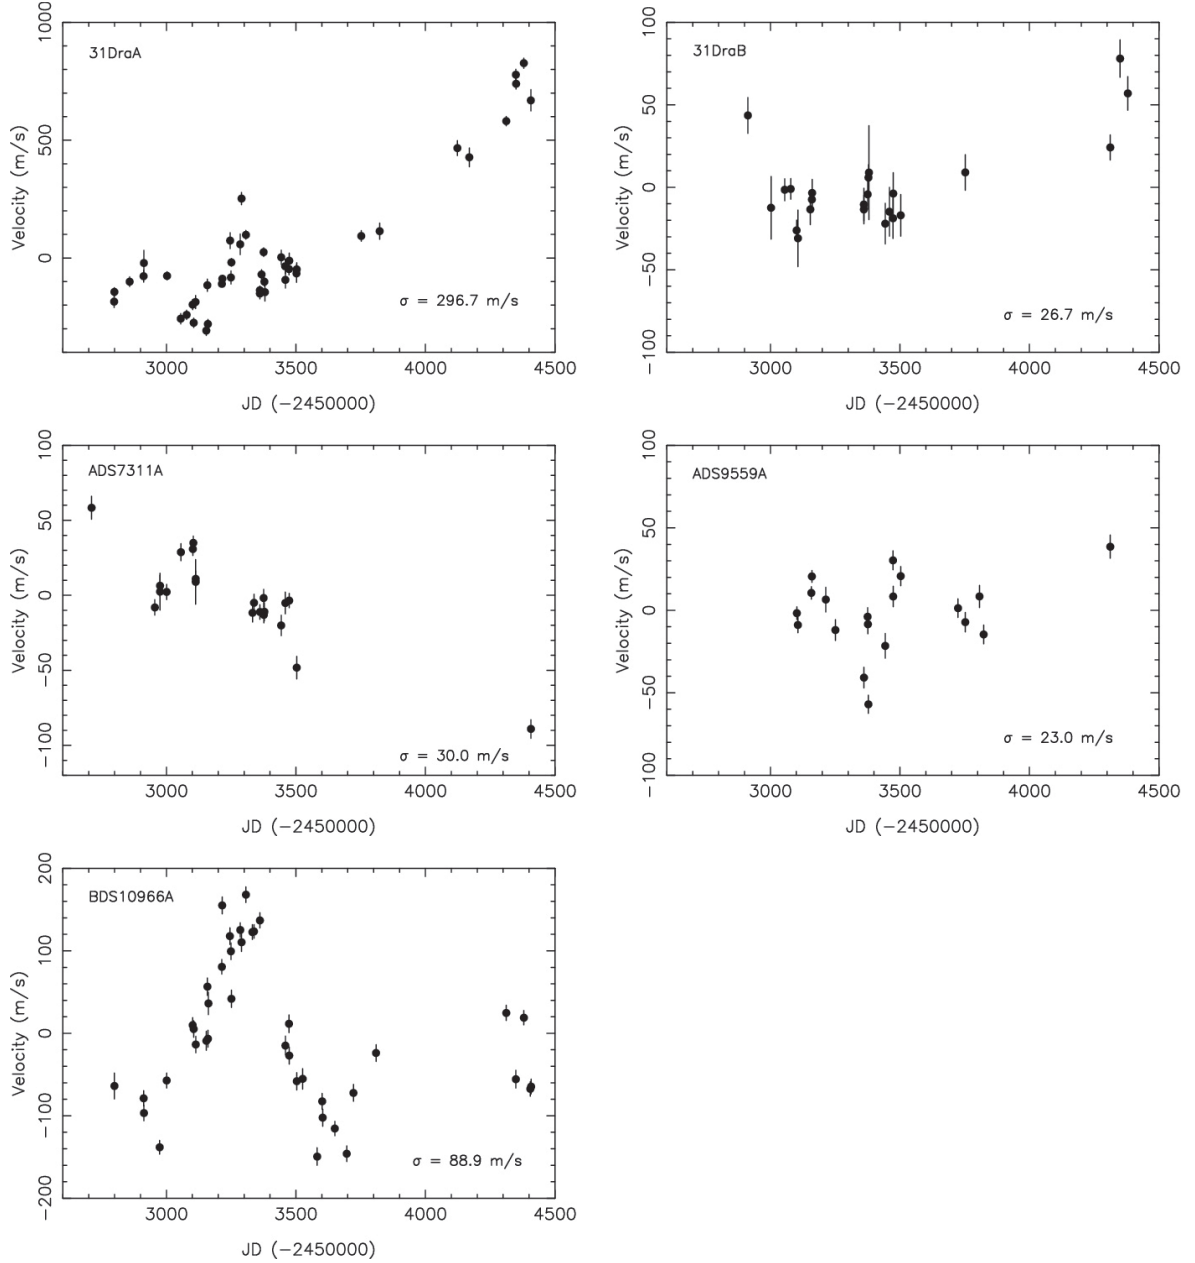 31DraA
Velocity (m/s)
1000
500
0
σ = 296.7 m/s
3000 3500 4000 4500
JD (−2450000)
31DraB
Velocity (m/s)
100
50
0
−50
−100
σ = 26.7 m/s
3000 3500 4000 4500
JD (−2450000)
ADS7311A
Velocity (m/s)
100
50
0
−50
−100
σ = 30.0 m/s
3000 3500 4000 4500
JD (−2450000)
ADS9559A
Velocity (m/s)
100
50
0
−50
−100
σ = 23.0 m/s
3000 3500 4000 4500
JD (−2450000)
BDS10966A
Velocity (m/s)
200
100
0
−100
−200
σ = 88.9 m/s
3000 3500 4000 4500
JD (−2450000)